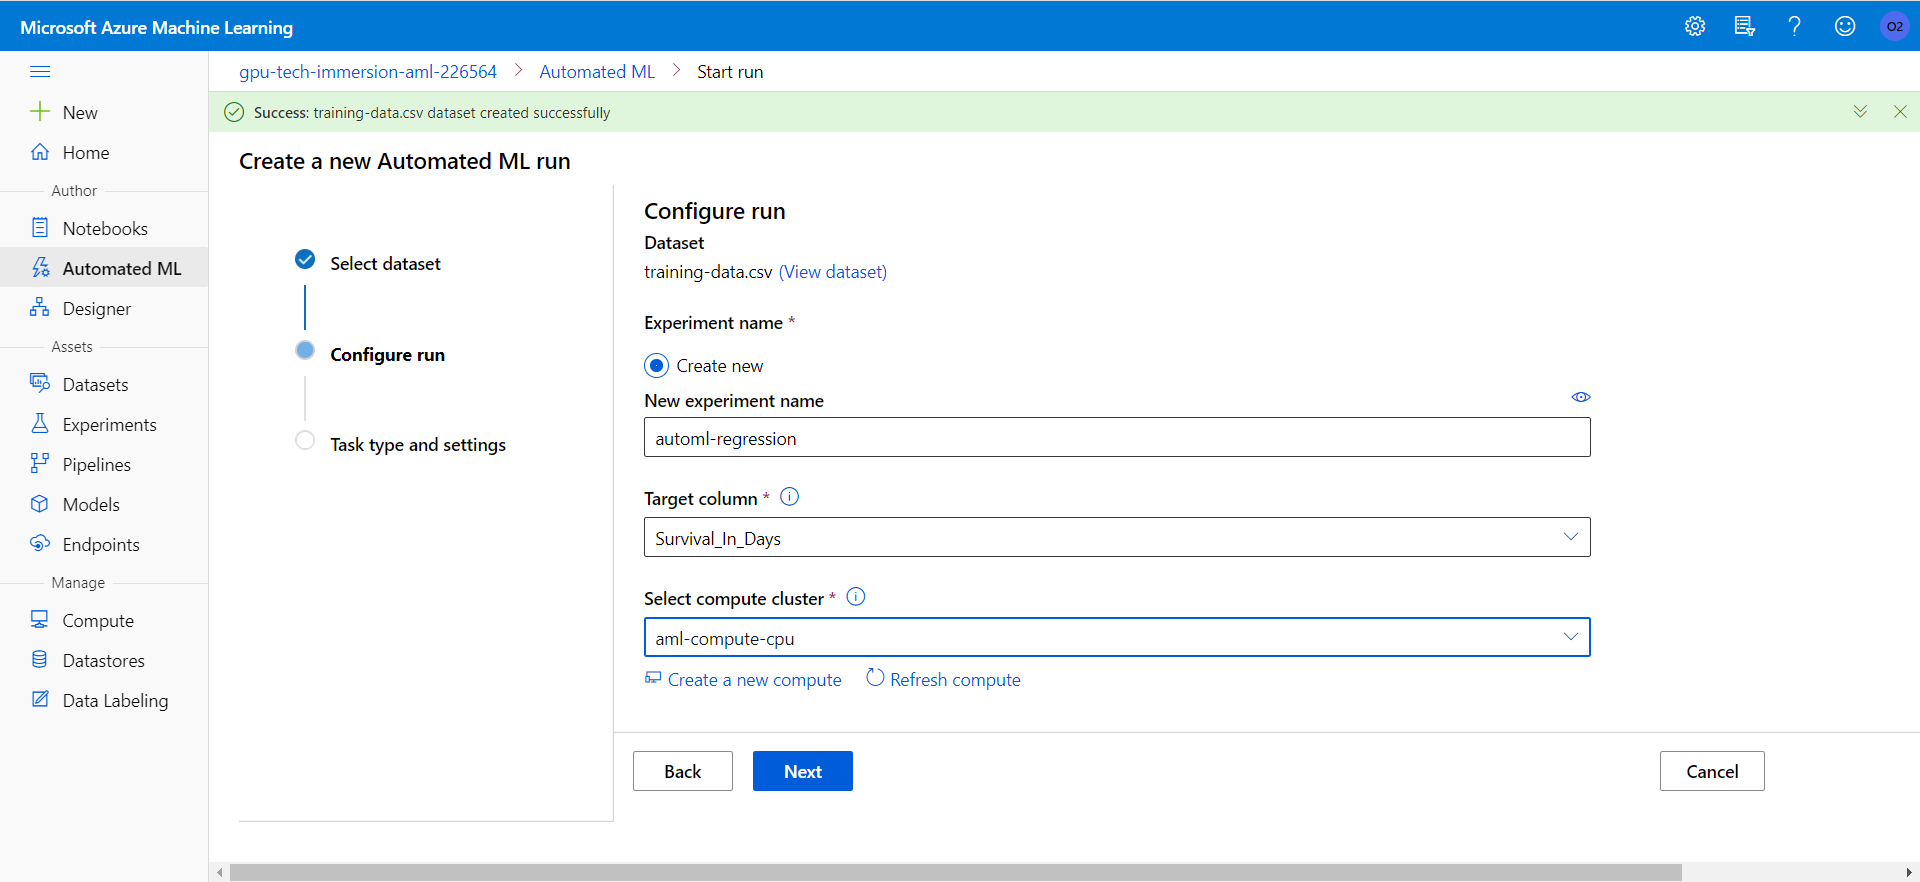 Microsoft Azure Machine Learning
O2
New
Home
Author
Notebooks
Automated ML
Designer
Assets
Datasets
Experiments
Pipelines
Models
Endpoints
Manage
Compute
Datastores
Data Labeling
gpu-tech-immersion-aml-226564 > Automated ML > Start run
Success: training-data.csv dataset created successfully
Create a new Automated ML run
Select dataset
Configure run
Task type and settings
Configure run
Dataset
training-data.csv (View dataset)
Experiment name *
Create new
New experiment name
automl-regression
Target column *
Survival_In_Days
Select compute cluster *
aml-compute-cpu
Create a new compute Refresh compute
Back Next Cancel